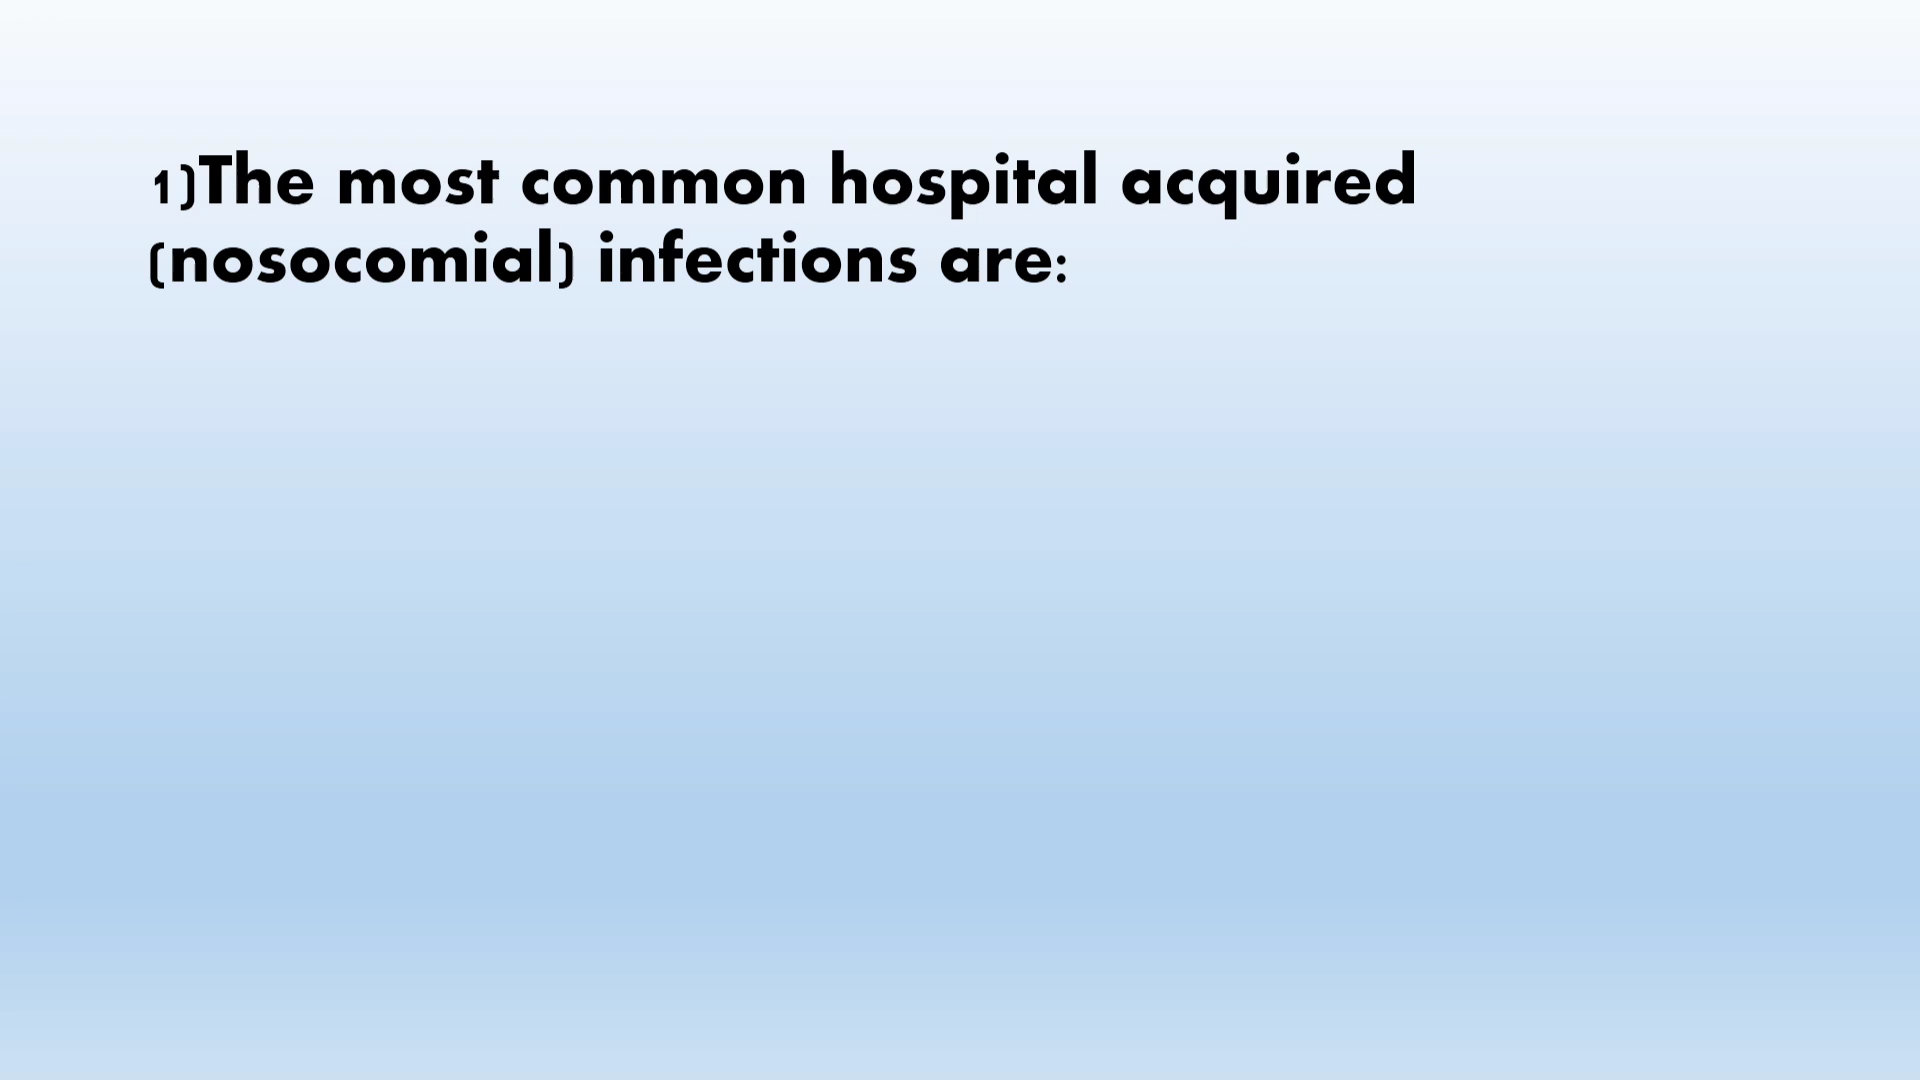 1)The most common hospital acquired
(nosocomial) infections are: